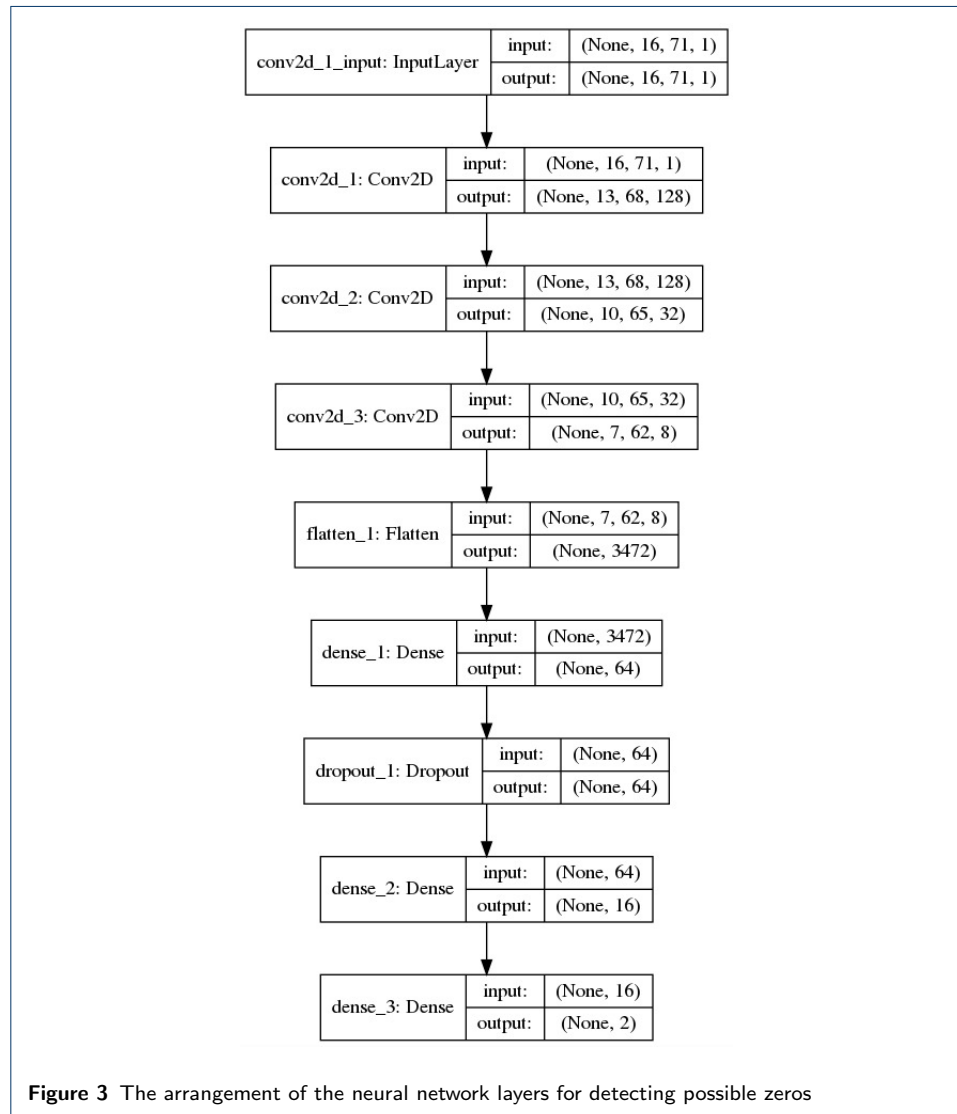 conv2d_1_input: InputLayer
input: (None, 16, 71, 1)
output: (None, 16, 71, 1)
conv2d_1: Conv2D
input: (None, 16, 71, 1)
output: (None, 13, 68, 128)
conv2d_2: Conv2D
input: (None, 13, 68, 128)
output: (None, 10, 65, 32)
conv2d_3: Conv2D
input: (None, 10, 65, 32)
output: (None, 7, 62, 8)
flatten_1: Flatten
input: (None, 7, 62, 8)
output: (None, 3472)
dense_1: Dense
input: (None, 3472)
output: (None, 64)
dropout_1: Dropout
input: (None, 64)
output: (None, 64)
dense_2: Dense
input: (None, 64)
output: (None, 16)
dense_3: Dense
input: (None, 16)
output: (None, 2)
Figure 3 The arrangement of the neural network layers for detecting possible zeros